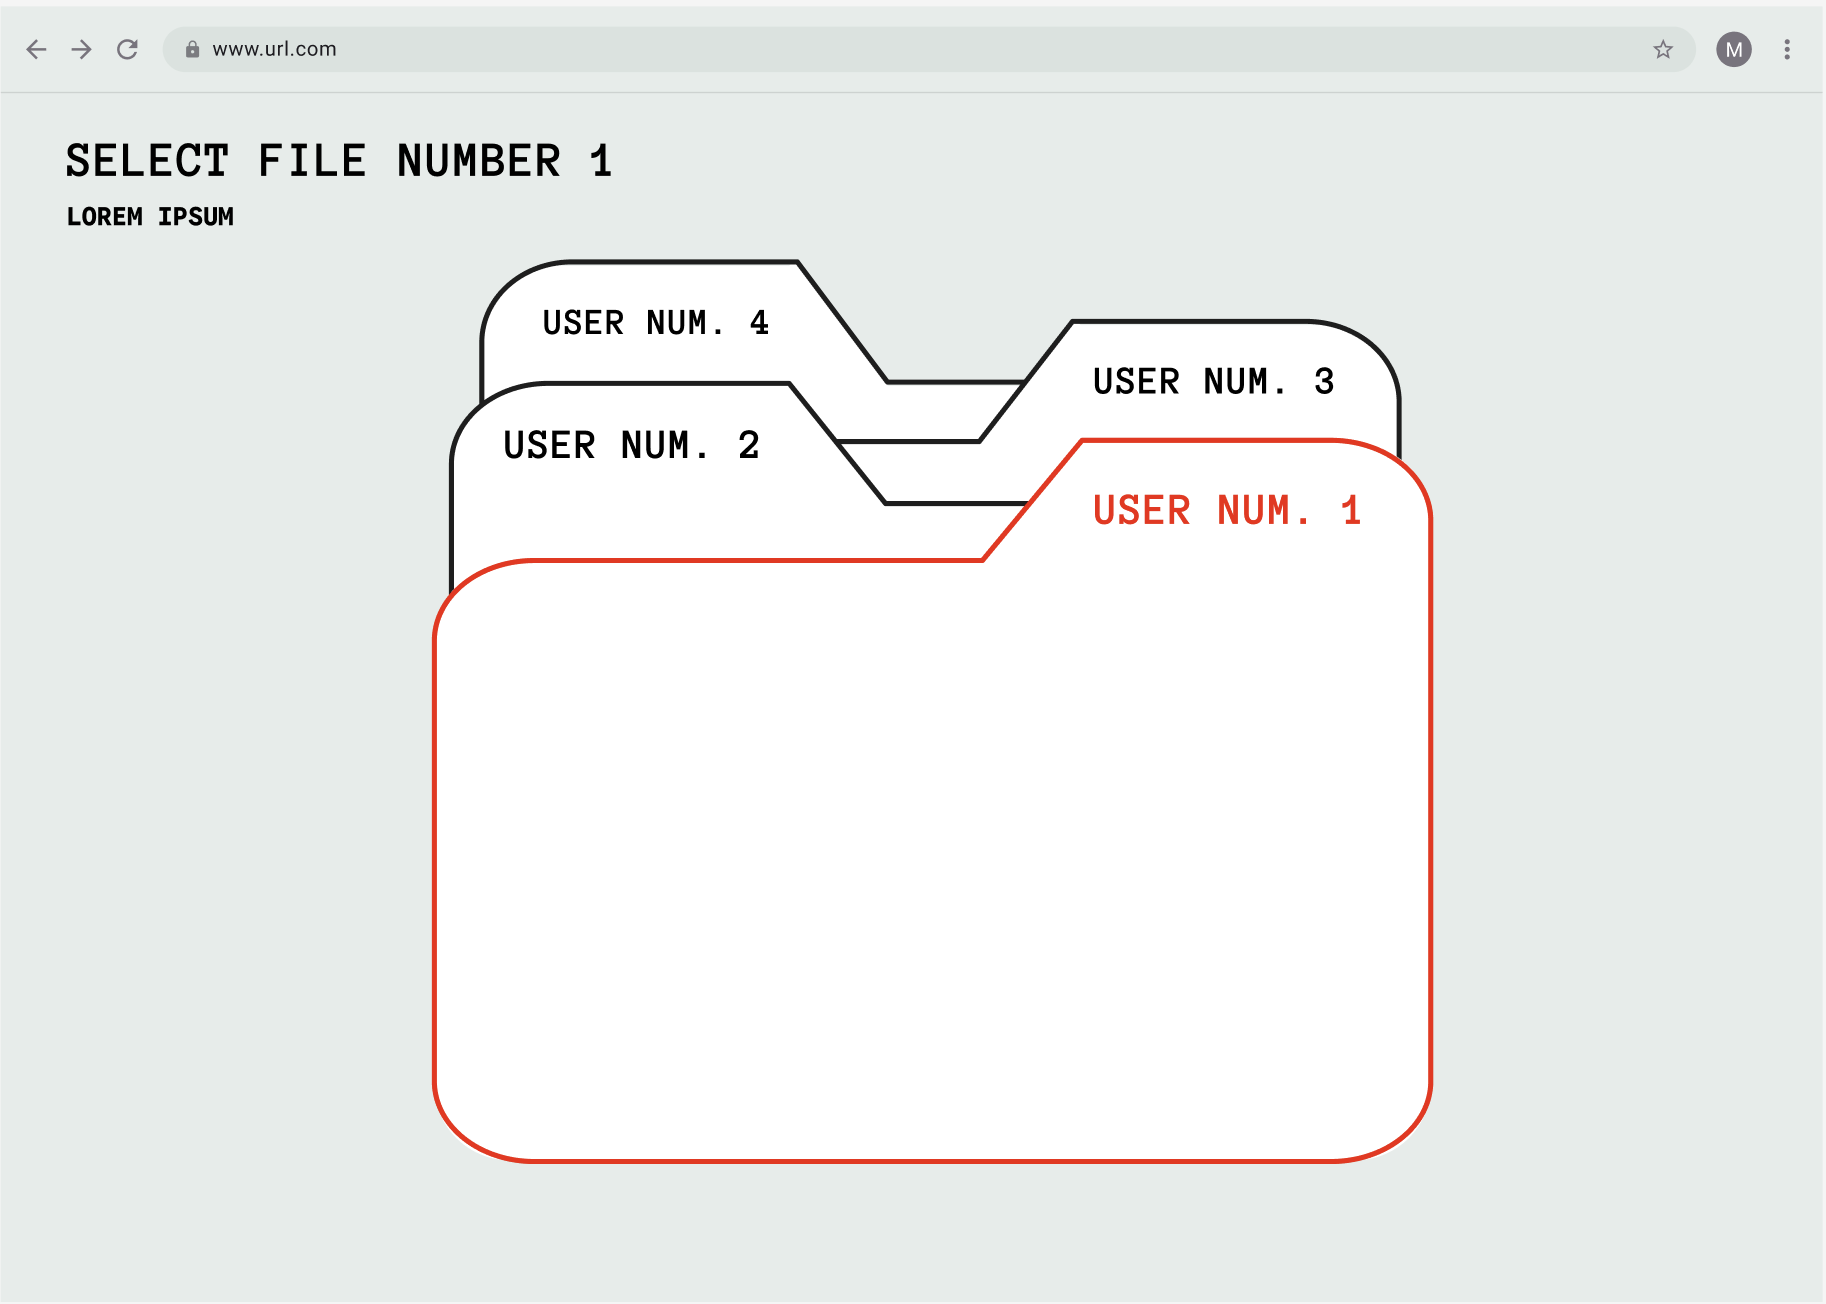 www.url.com
M
SELECT FILE NUMBER 1
LOREM IPSUM
USER NUM. 4
USER NUM. 3
USER NUM. 2
USER NUM. 1